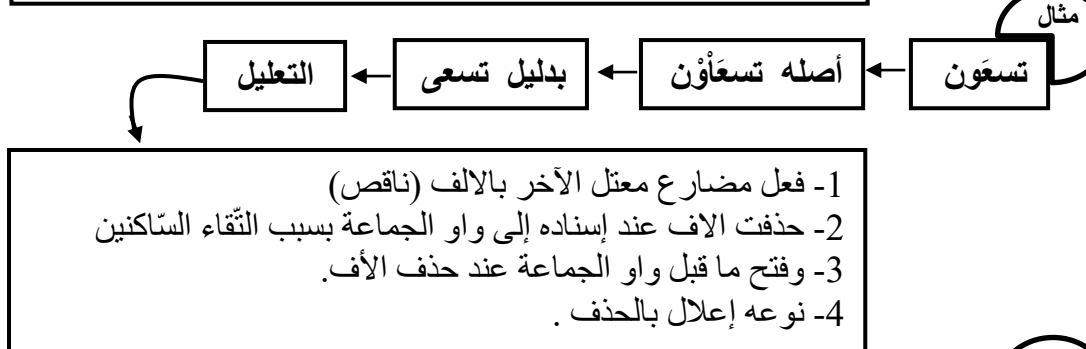 مثال
تسعَون ← أصله تسعَاْوْن ← بدليل تسعى ← التعليل
1- فعل مضارع معتل الآخر بالالف (ناقص)
2- حذفت الاف عند إسناده إلى واو الجماعة بسبب التّقاء السّاكنين
3- وفتح ما قبل واو الجماعة عند حذف الأف.
4- نوعه إعلال بالحذف .